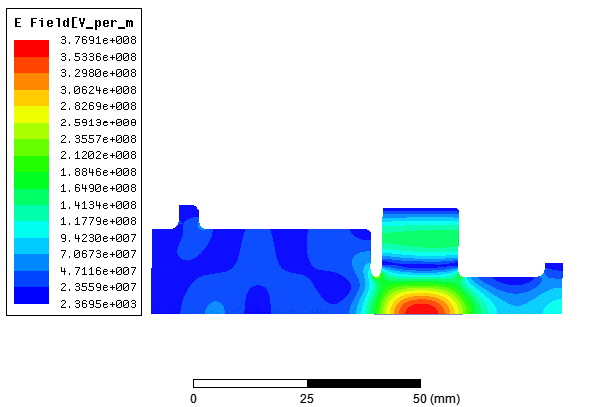 E Field[V_per_m
3.7691e+008
3.5336e+008
3.2980e+008
3.0624e+008
2.8269e+008
2.5913e+008
2.3557e+008
2.1202e+008
1.8846e+008
1.6490e+008
1.4134e+008
1.1779e+008
9.4230e+007
7.0673e+007
4.7116e+007
2.3559e+007
2.3695e+003
0 25 50 (mm)